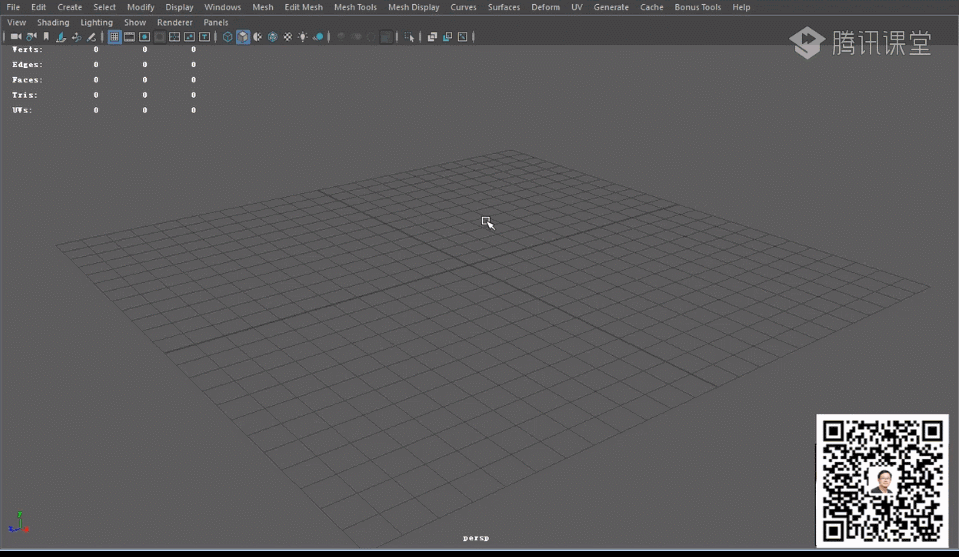 File Edit Create Select Modify Display Windows Mesh Edit Mesh Mesh Tools Mesh Display Curves Surfaces Deform UV Generate Cache Bonus Tools Help
View Shading Lighting Show Renderer Panels
腾讯课堂
Verts: 0 0 0
Edges: 0 0 0
Faces: 0 0 0
Tris: 0 0 0
UVs: 0 0 0
persp